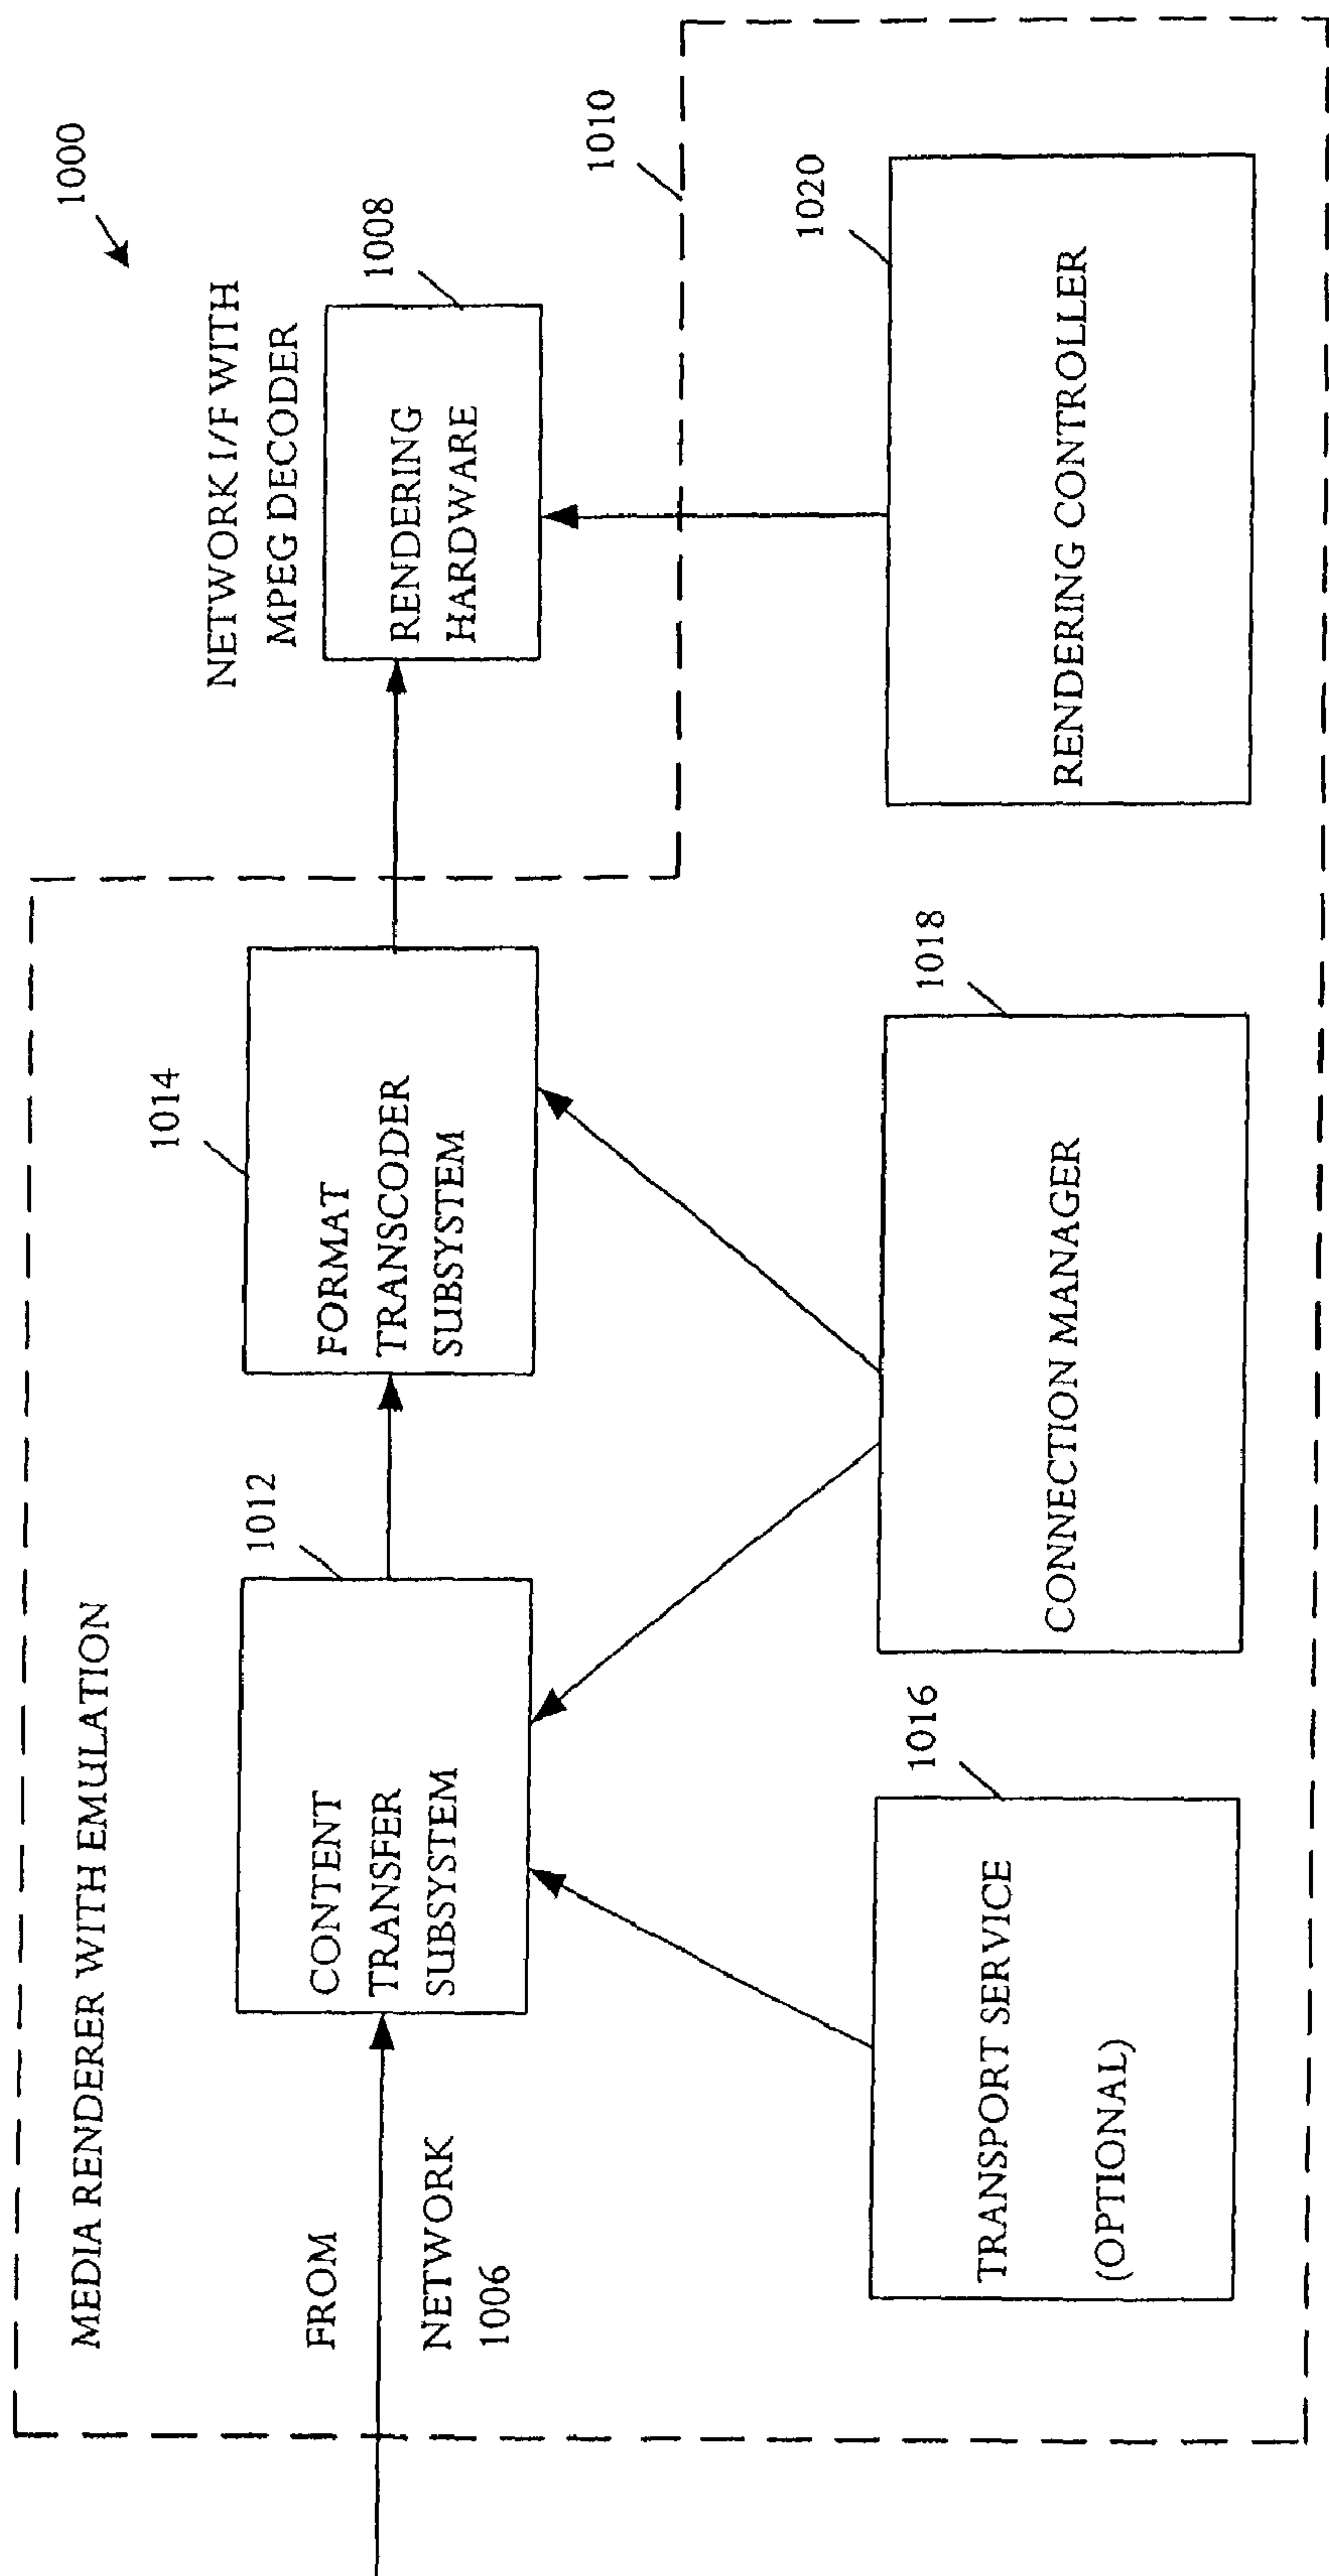 1000
NETWORK I/F WITH
MPEG DECODER
MEDIA RENDERER WITH EMULATION
1008
RENDERING
HARDWARE
1014
FORMAT
TRANSCODER
SUBSYSTEM
1012
CONTENT
TRANSFER
SUBSYSTEM
FROM
NETWORK
1006
1010
1016
TRANSPORT SERVICE
(OPTIONAL)
1018
CONNECTION MANAGER
1020
RENDERING CONTROLLER